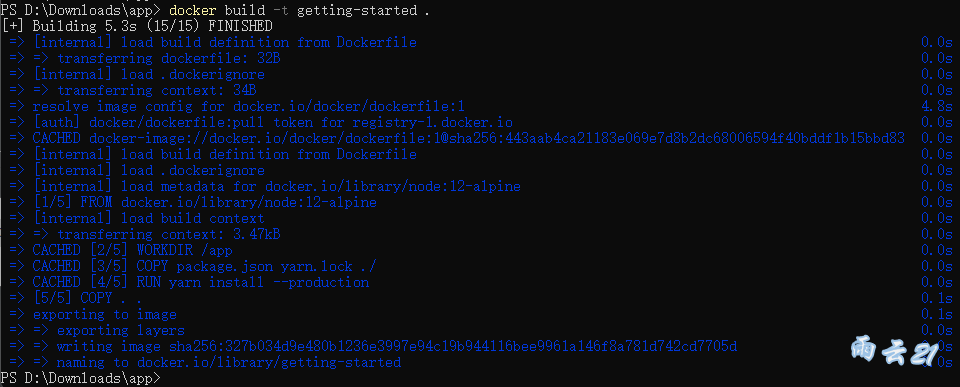 PS D:\Downloads\app> docker build -t getting-started .
[+] Building 5.3s (15/15) FINISHED
=> [internal] load build definition from Dockerfile 0.0s
=> => transferring dockerfile: 32B 0.0s
=> [internal] load .dockerignore 0.0s
=> => transferring context: 34B 0.0s
=> resolve image config for docker.io/docker/dockerfile:1 4.8s
=> [auth] docker/dockerfile:pull token for registry-1.docker.io 0.0s
=> CACHED docker-image://docker.io/docker/dockerfile:1@sha256:443aab4ca21183e069e7d8b2dc68006594f40bddf1b15bbd83 0.0s
=> [internal] load build definition from Dockerfile 0.0s
=> [internal] load .dockerignore 0.0s
=> [internal] load metadata for docker.io/library/node:12-alpine 0.0s
=> [1/5] FROM docker.io/library/node:12-alpine 0.0s
=> [internal] load build context 0.0s
=> => transferring context: 3.47kB 0.0s
=> CACHED [2/5] WORKDIR /app 0.0s
=> CACHED [3/5] COPY package.json yarn.lock ./ 0.0s
=> CACHED [4/5] RUN yarn install --production 0.0s
=> [5/5] COPY . . 0.1s
=> exporting to image 0.1s
=> => exporting layers 0.0s
=> => writing image sha256:327b034d9e480b1236e3997e94c19b944116bee9961a146f8a781d742cd7705d 0.0s
=> => naming to docker.io/library/getting-started 0.0s
雨云21
PS D:\Downloads\app>